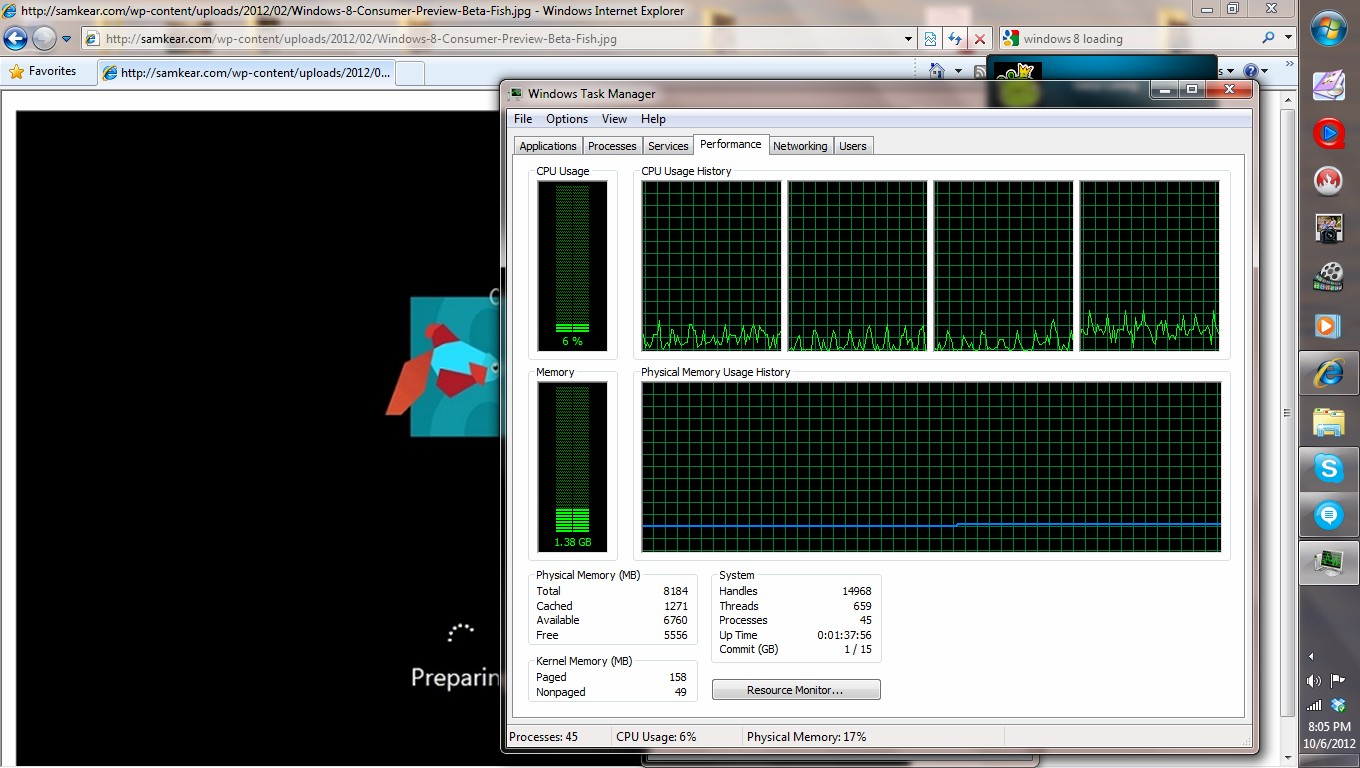 http://samkear.com/wp-content/uploads/2012/02/Windows-8-Consumer-Preview-Beta-Fish.jpg - Windows Internet Explorer
http://samkear.com/wp-content/uploads/2012/02/Windows-8-Consumer-Preview-Beta-Fish.jpg
windows 8 loading
Favorites
http://samkear.com/wp-content/uploads/2012/0...
Windows Task Manager
File Options View Help
Applications Processes Services Performance Networking Users
CPU Usage
CPU Usage History
6 %
Memory
Physical Memory Usage History
1.38 GB
Physical Memory (MB)
Total 8184
Cached 1271
Available 6760
Free 5556
Kernel Memory (MB)
Paged 158
Nonpaged 49
System
Handles 14968
Threads 659
Processes 45
Up Time 0:01:37:56
Commit (GB) 1 / 15
Resource Monitor...
Processes: 45
CPU Usage: 6%
Physical Memory: 17%
Preparin
8:05 PM
10/6/2012